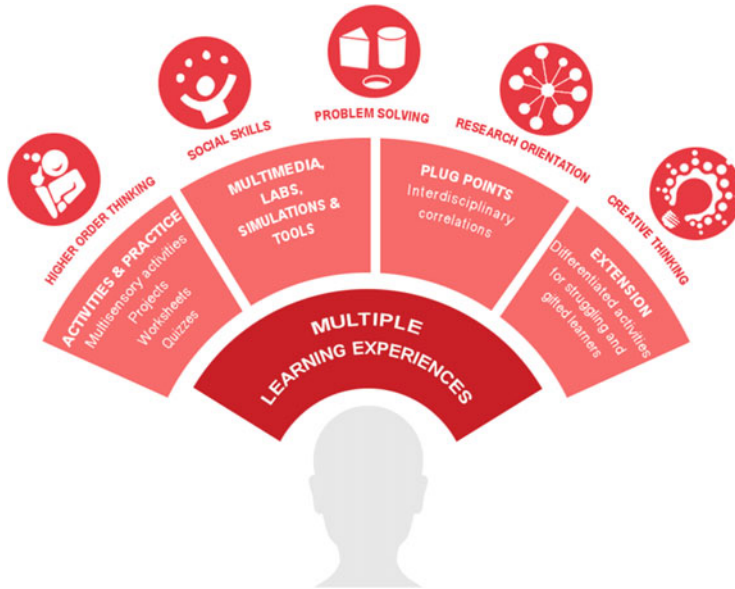 HIGHER ORDER THINKING
SOCIAL SKILLS
PROBLEM SOLVING
RESEARCH ORIENTATION
CREATIVE THINKING
ACTIVITIES & PRACTICE
Multisensory activities
Projects
Worksheets
Quizzes
MULTIMEDIA,
LABS,
SIMULATIONS &
TOOLS
PLUG POINTS
Interdisciplinary
correlations
EXTENSION
Differentiated activities
for struggling and
gifted learners
MULTIPLE
LEARNING EXPERIENCES